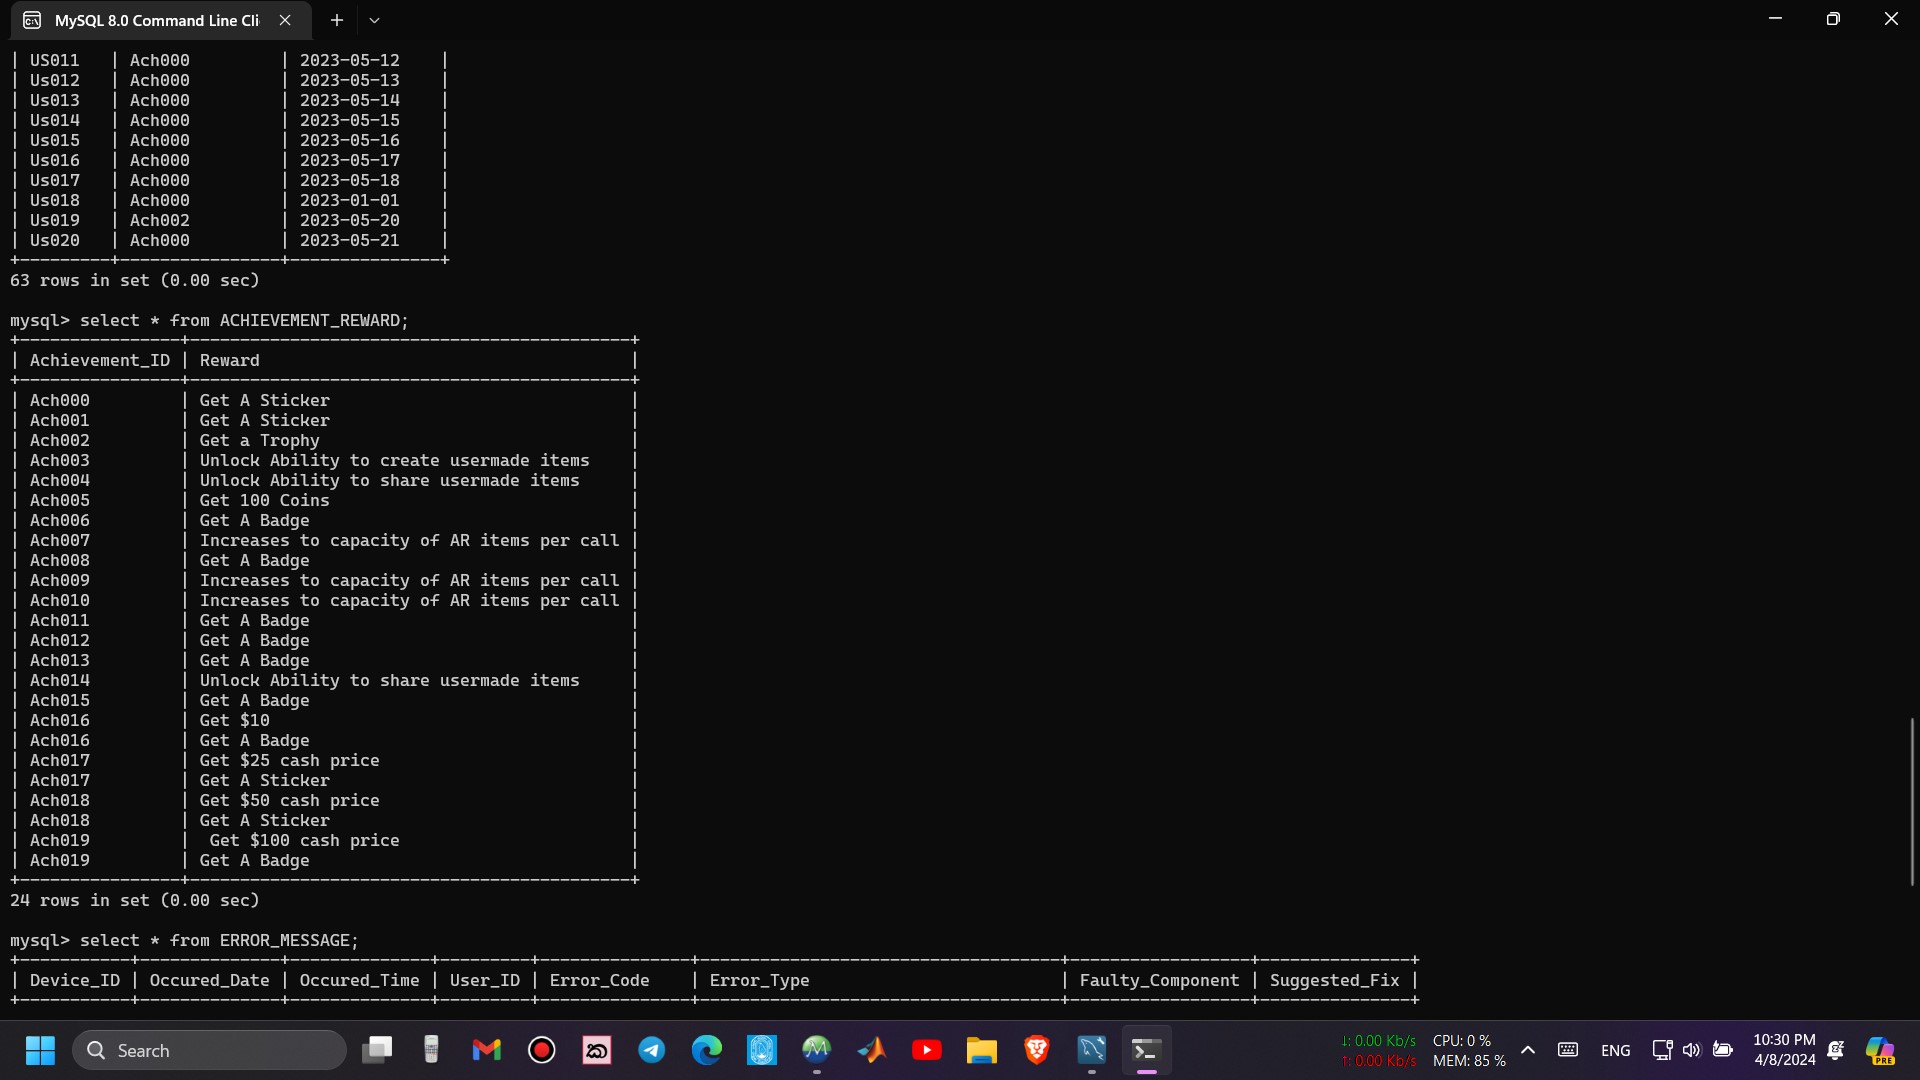 MySQL 8.0 Command Line Cli
| US011   | Ach000         | 2023-05-12    |
| Us012   | Ach000         | 2023-05-13    |
| Us013   | Ach000         | 2023-05-14    |
| Us014   | Ach000         | 2023-05-15    |
| Us015   | Ach000         | 2023-05-16    |
| Us016   | Ach000         | 2023-05-17    |
| Us017   | Ach000         | 2023-05-18    |
| Us018   | Ach000         | 2023-01-01    |
| Us019   | Ach002         | 2023-05-20    |
| Us020   | Ach000         | 2023-05-21    |
+---------+----------------+---------------+
63 rows in set (0.00 sec)
mysql> select * from ACHIEVEMENT_REWARD;
+----------------+--------------------------------------------+
| Achievement_ID | Reward                                     |
+----------------+--------------------------------------------+
| Ach000         | Get A Sticker                              |
| Ach001         | Get A Sticker                              |
| Ach002         | Get a Trophy                               |
| Ach003         | Unlock Ability to create usermade items    |
| Ach004         | Unlock Ability to share usermade items     |
| Ach005         | Get 100 Coins                              |
| Ach006         | Get A Badge                                |
| Ach007         | Increases to capacity of AR items per call |
| Ach008         | Get A Badge                                |
| Ach009         | Increases to capacity of AR items per call |
| Ach010         | Increases to capacity of AR items per call |
| Ach011         | Get A Badge                                |
| Ach012         | Get A Badge                                |
| Ach013         | Get A Badge                                |
| Ach014         | Unlock Ability to share usermade items     |
| Ach015         | Get A Badge                                |
| Ach016         | Get $10                                    |
| Ach016         | Get A Badge                                |
| Ach017         | Get $25 cash price                         |
| Ach017         | Get A Sticker                              |
| Ach018         | Get $50 cash price                         |
| Ach018         | Get A Sticker                              |
| Ach019         |  Get $100 cash price                       |
| Ach019         | Get A Badge                                |
+----------------+--------------------------------------------+
24 rows in set (0.00 sec)
mysql> select * from ERROR_MESSAGE;
+-----------+--------------+--------------+---------+---------------+------------------------------------+------------------+---------------+
| Device_ID | Occured_Date | Occured_Time | User_ID | Error_Code    | Error_Type                         | Faulty_Component | Suggested_Fix |
+-----------+--------------+--------------+---------+---------------+------------------------------------+------------------+---------------+
Search
↓: 0.00 Kb/s CPU: 0 %
↑: 0.00 Kb/s MEM: 85 %
ENG
10:30 PM
4/8/2024
PRE